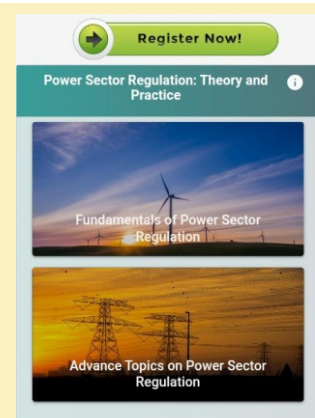 Register Now!
Power Sector Regulation: Theory and
Practice
Fundamentals of Power Sector
Regulation
Advance Topics on Power Sector
Regulation